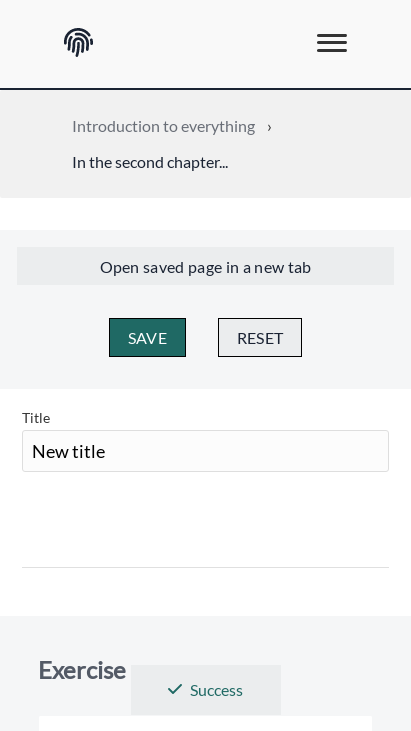 Introduction to everything ›
In the second chapter...
Open saved page in a new tab
SAVE RESET
Title
New title
Exercise
Success